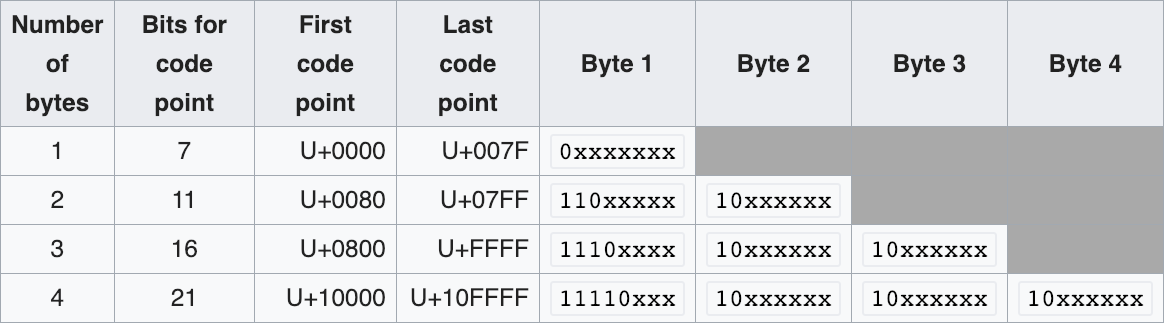 Number of bytes Bits for code point First code point Last code point Byte 1 Byte 2 Byte 3 Byte 4
1 7 U+0000 U+007F 0xxxxxxx
2 11 U+0080 U+07FF 110xxxxx 10xxxxxx
3 16 U+0800 U+FFFF 1110xxxx 10xxxxxx 10xxxxxx
4 21 U+10000 U+10FFFF 11110xxx 10xxxxxx 10xxxxxx 10xxxxxx